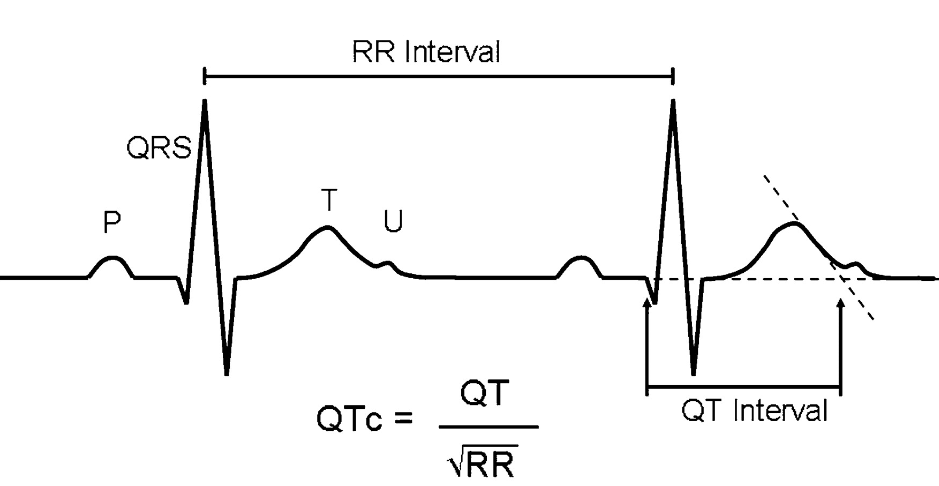 RR Interval
QRS
P
T
U
QT Interval
QTc = QT / √RR